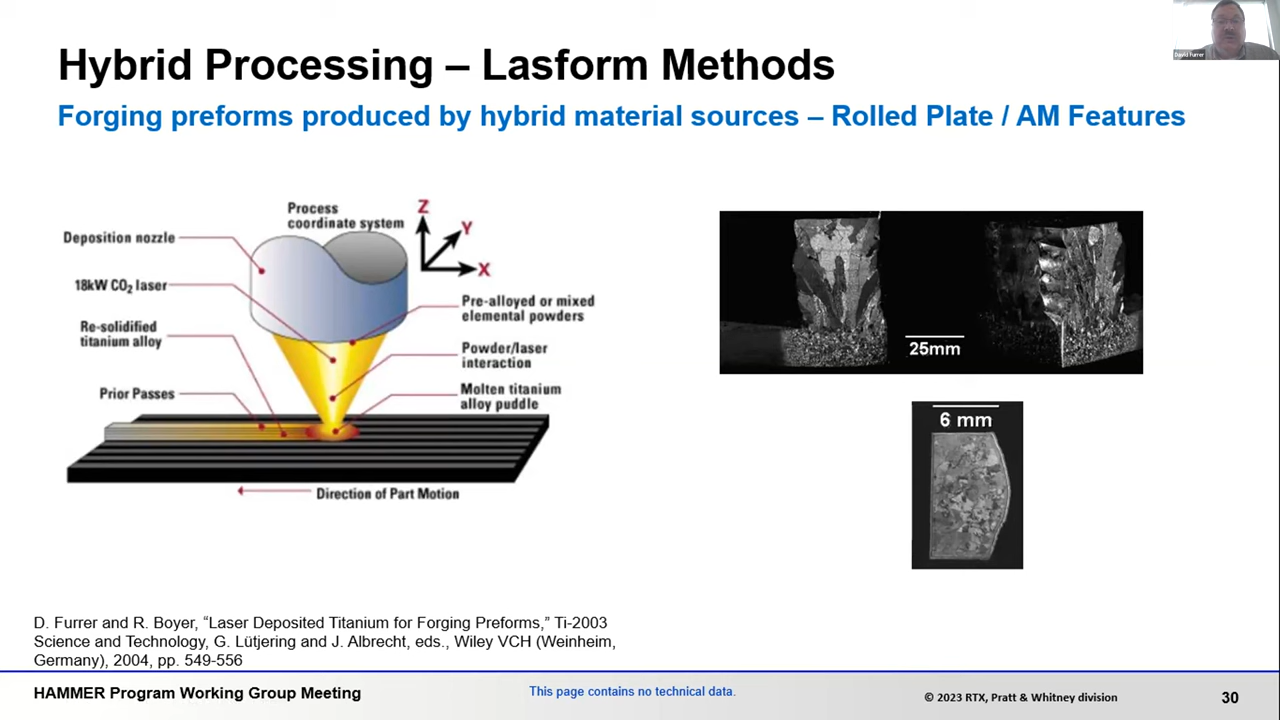 David Furrer
Hybrid Processing – Lasform Methods
Forging preforms produced by hybrid material sources – Rolled Plate / AM Features
Process
coordinate system
Z
Y
X
Deposition nozzle
18kW CO₂ laser
Re-solidified
titanium alloy
Prior Passes
Pre-alloyed or mixed
elemental powders
Powder/laser
interaction
Molten titanium
alloy puddle
Direction of Part Motion
25mm
6 mm
D. Furrer and R. Boyer, “Laser Deposited Titanium for Forging Preforms,” Ti-2003
Science and Technology, G. Lütjering and J. Albrecht, eds., Wiley VCH (Weinheim,
Germany), 2004, pp. 549-556
HAMMER Program Working Group Meeting
This page contains no technical data.
© 2023 RTX, Pratt & Whitney division
30